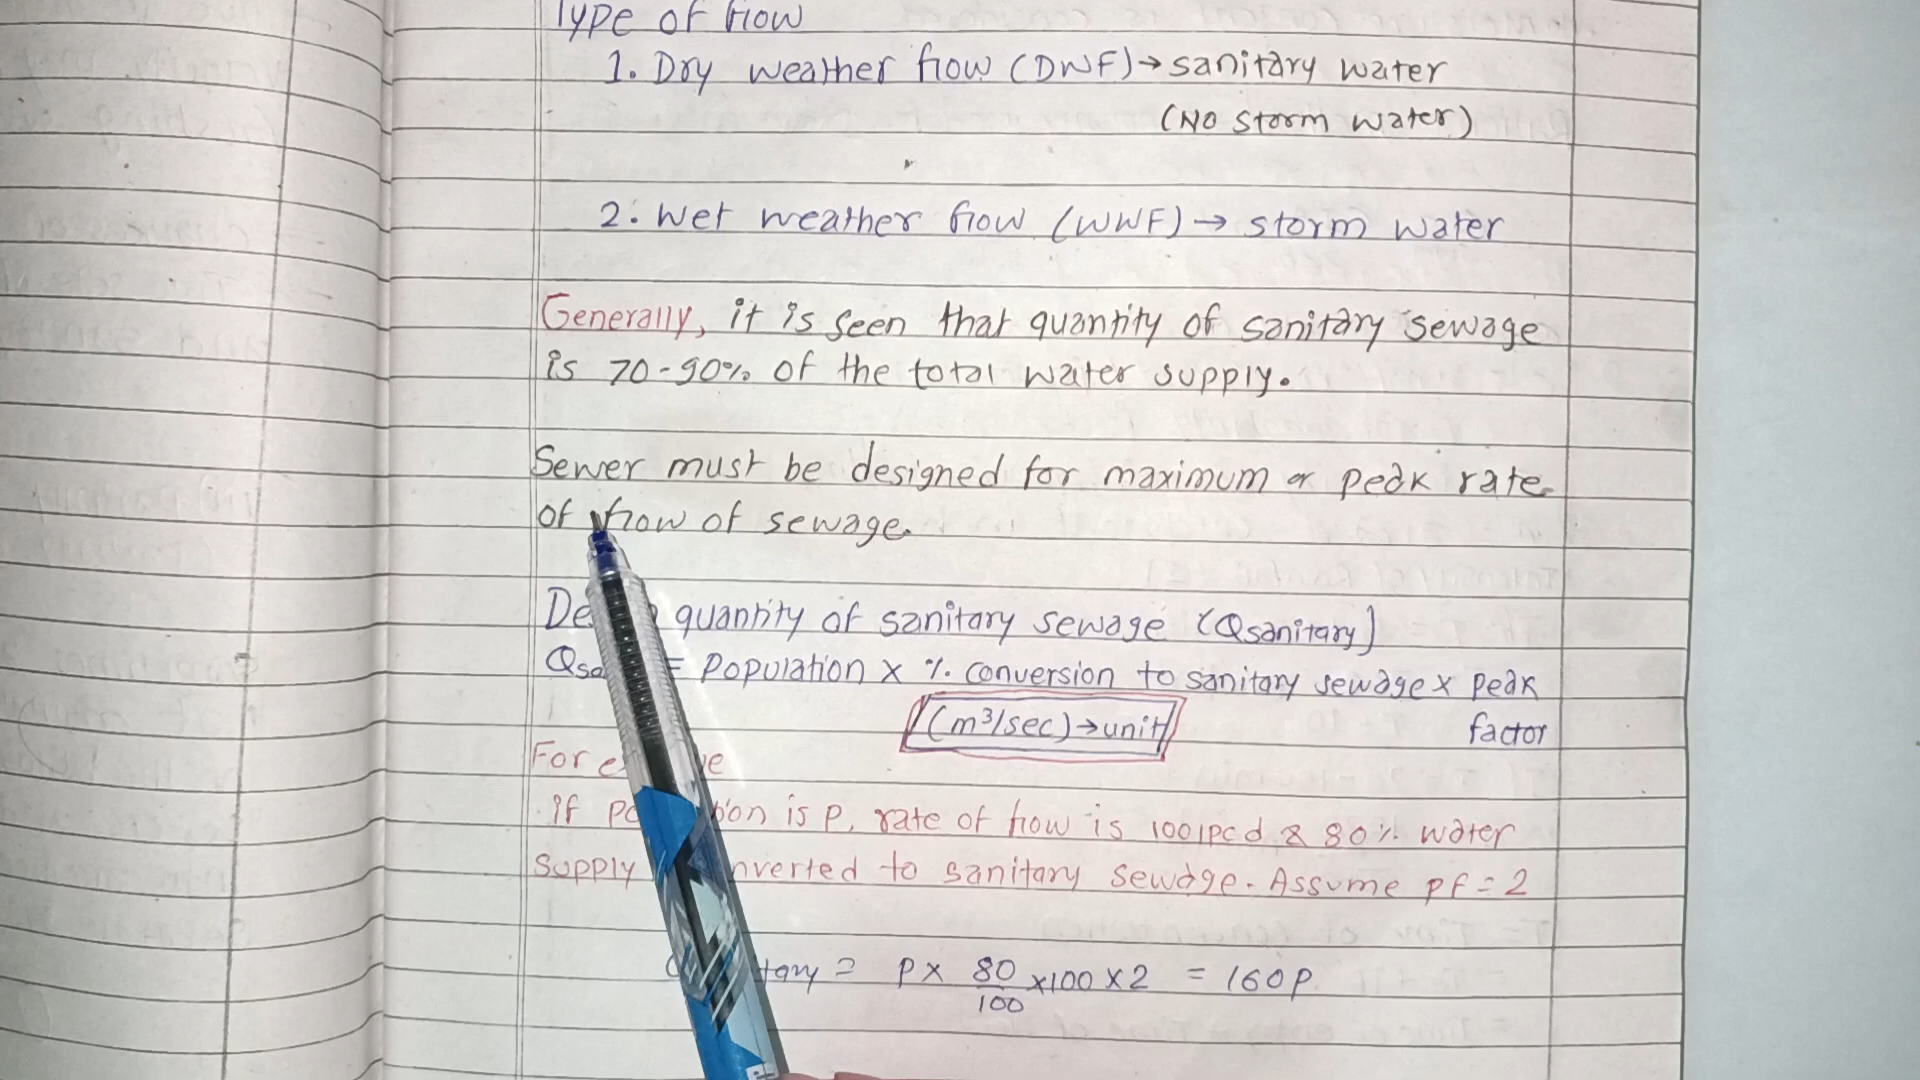 Type of flow
1. Dry weather flow (DWF) → sanitary water
(No storm water)
2. Wet weather flow (WWF) → storm water
Generally, it is seen that quantity of sanitary sewage
is 70-90% of the total water supply.
Sewer must be designed for maximum or peak rate
of flow of sewage.
quantity of sanitary sewage (Qsanitary)
= Population x % conversion to sanitary sewage x peak
factor
(m³/sec) → unit
For
If is P, rate of flow is 100lpcd & 80% water
supply to sanitary sewage. Assume pf = 2
= P x 80/100 x 100 x 2 = 160P